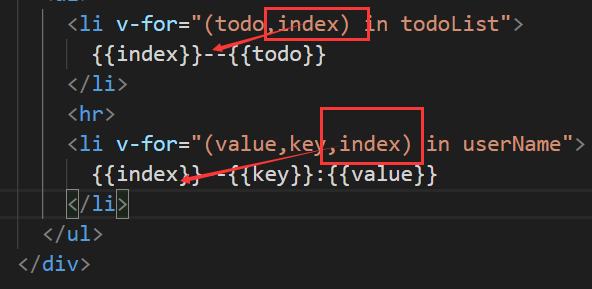 <li v-for="(todo,index) in todoList">
{{index}}--{{todo}}
</li>
<hr>
<li v-for="(value,key,index) in userName">
{{index}}--{{key}}:{{value}}
</li>
</ul>
</div>